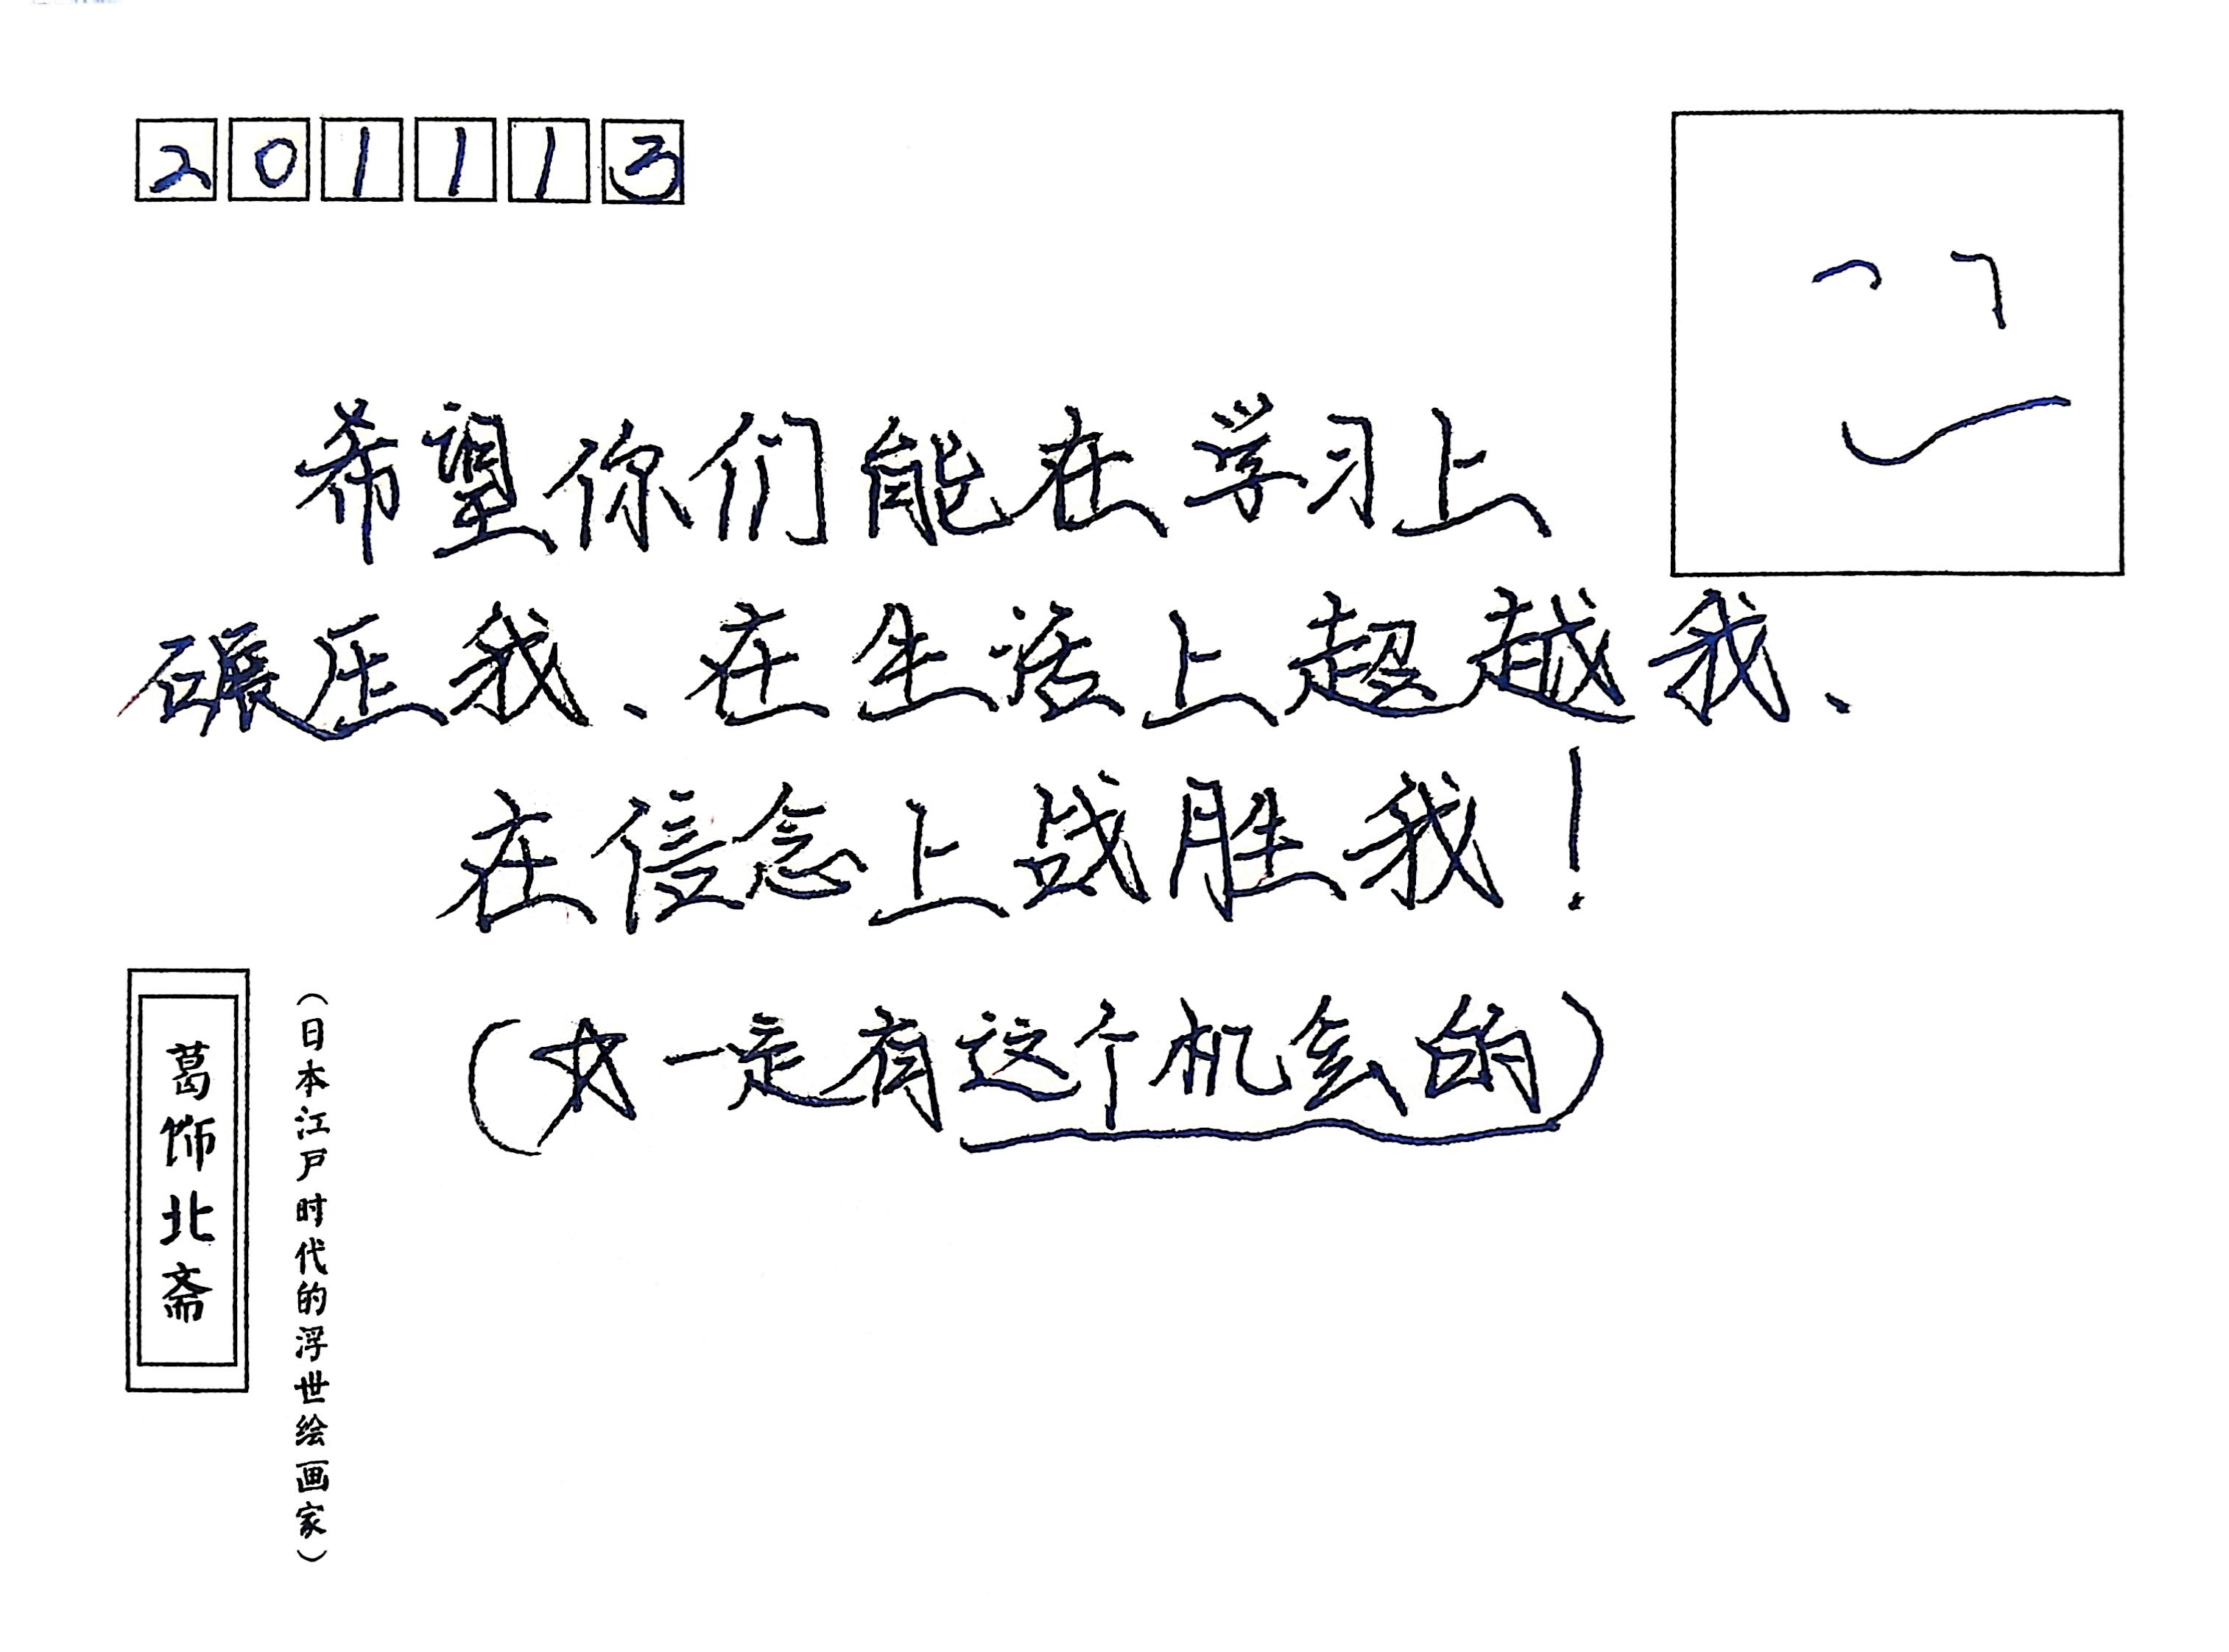 201113
希望你们能在学习上
碾压我、在生活上超越我、
在信念上战胜我！
（☆一定有这个机会的）
葛饰北斋
（日本江户时代的浮世绘画家）